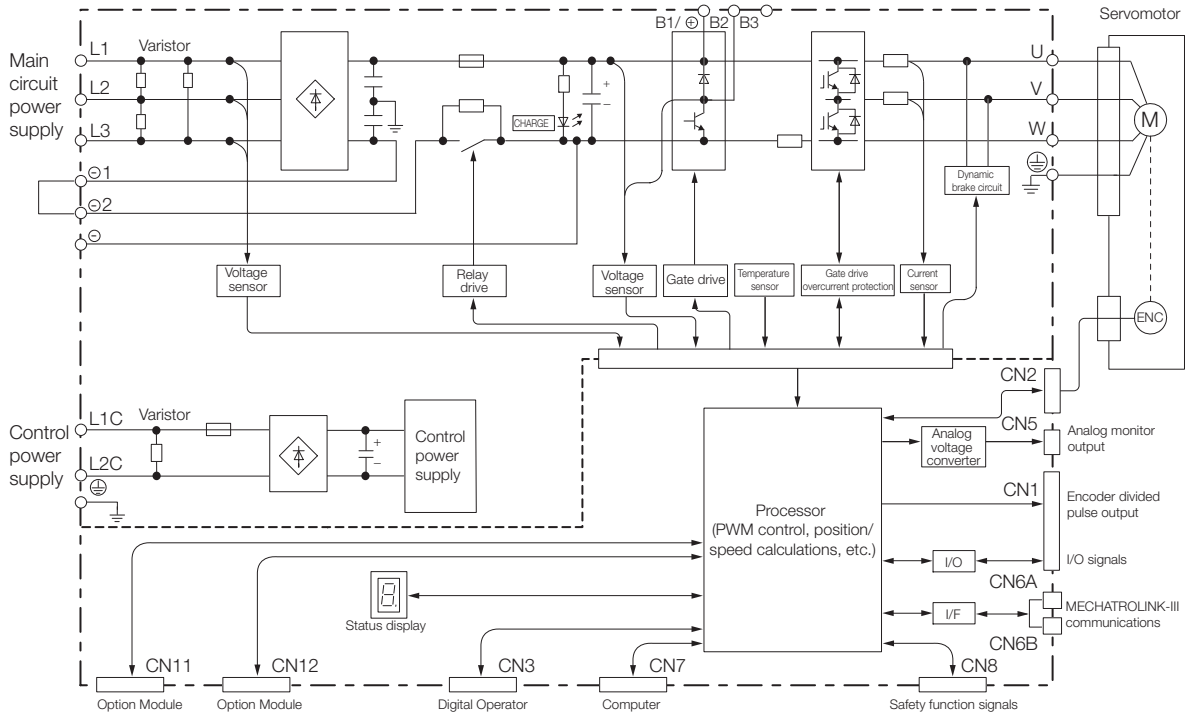 B1/ ⊕ B2 B3
Servomotor
Main
circuit
power
supply
L1
Varistor
L2
L3
⊖1
⊖2
⊖
+
–
CHARGE
U
V
W
M
Dynamic
brake circuit
Voltage
sensor
Relay
drive
Voltage
sensor
Gate drive
Temperature
sensor
Gate drive
overcurrent protection
Current
sensor
ENC
Control
power
supply
L1C
Varistor
L2C
+
–
Control
power
supply
Processor
(PWM control, position/
speed calculations, etc.)
CN2
CN5
Analog
voltage
converter
Analog monitor
output
CN1
Encoder divided
pulse output
I/O
I/O signals
CN6A
I/F
MECHATROLINK-III
communications
CN6B
8.
Status display
CN11
CN12
CN3
CN7
CN8
Option Module
Option Module
Digital Operator
Computer
Safety function signals